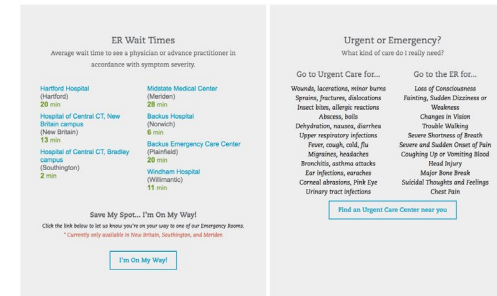 ER Wait Times
Average wait time to see a physician or advance practitioner in
accordance with symptom severity.
Hartford Hospital
(Hartford)
20 min
Hospital of Central CT, New
Britain campus
(New Britain)
13 min
Hospital of Central CT, Bradley
campus
(Southington)
2 min
Midstate Medical Center
(Meriden)
28 min
Backus Hospital
(Norwich)
6 min
Backus Emergency Care Center
(Plainfield)
20 min
Windham Hospital
(Willimantic)
11 min
Save My Spot... I'm On My Way!
Click the link below to let us know you're on your way to one of our Emergency Rooms.
* Currently only available in New Britain, Southington, and Meriden
I'm On My Way!
Urgent or Emergency?
What kind of care do I really need?
Go to Urgent Care for...
Wounds, lacerations, minor burns
Sprains, fractures, dislocations
Insect bites, allergic reactions
Abscess, boils
Dehydration, nausea, diarrhea
Upper respiratory infections
Fever, cough, cold, flu
Migraines, headaches
Bronchitis, asthma attacks
Ear infections, earaches
Corneal abrasions, Pink Eye
Urinary tract infections
Go to the ER for...
Loss of Consciousness
Fainting, Sudden Dizziness or
Weakness
Changes in Vision
Trouble Walking
Severe Shortness of Breath
Severe and Sudden Onset of Pain
Coughing Up or Vomiting Blood
Head Injury
Major Bone Break
Suicidal Thoughts and Feelings
Chest Pain
Find an Urgent Care Center near you